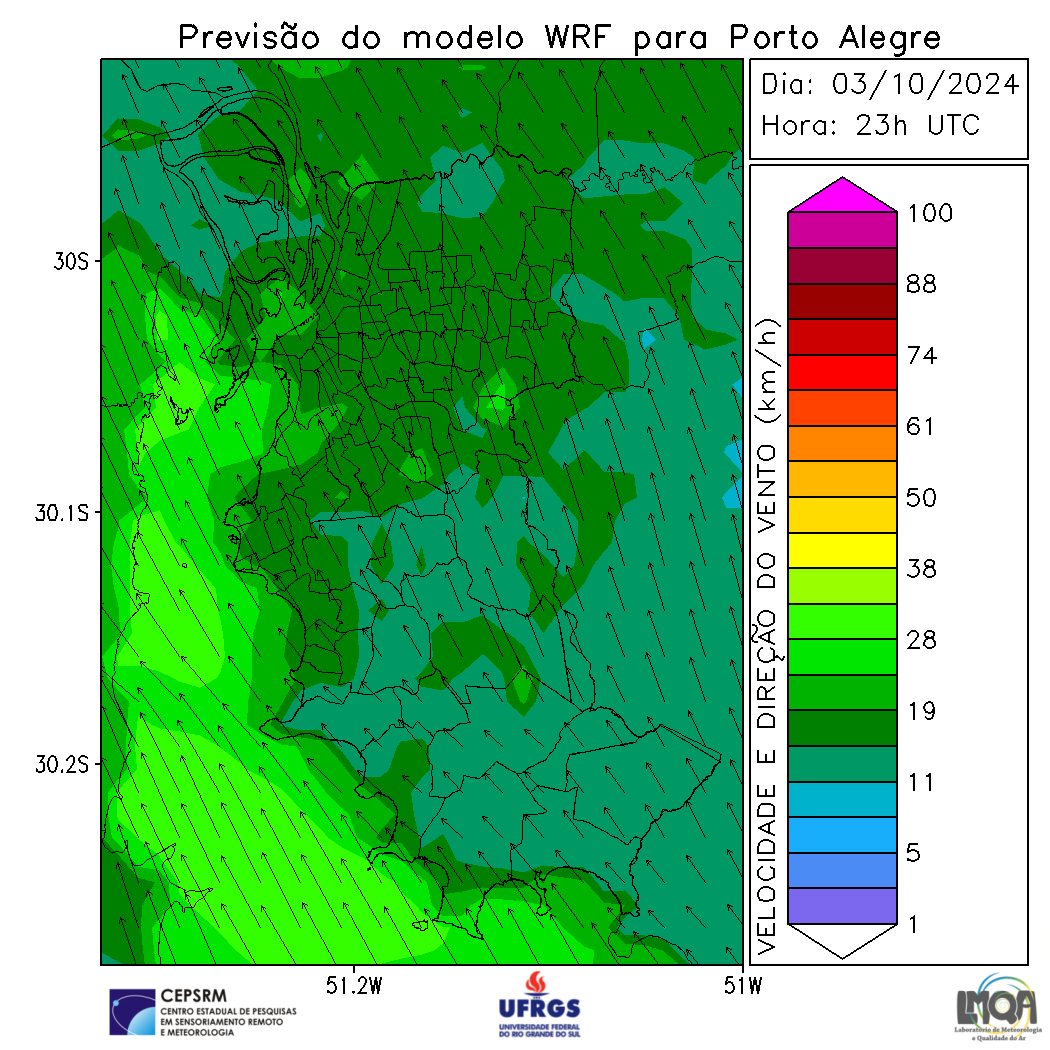 Previsão do modelo WRF para Porto Alegre
Dia: 03/10/2024
Hora: 23h UTC
30S
30.1S
30.2S
51.2W
51W
VELOCIDADE E DIREÇÃO DO VENTO (km/h)
100
88
74
61
50
38
28
19
11
5
1
CEPSRM
CENTRO ESTADUAL DE PESQUISAS
EM SENSORIAMENTO REMOTO
E METEOROLOGIA
UFRGS
UNIVERSIDADE FEDERAL
DO RIO GRANDE DO SUL
LMQA
Laboratório de Meteorologia
e Qualidade do Ar